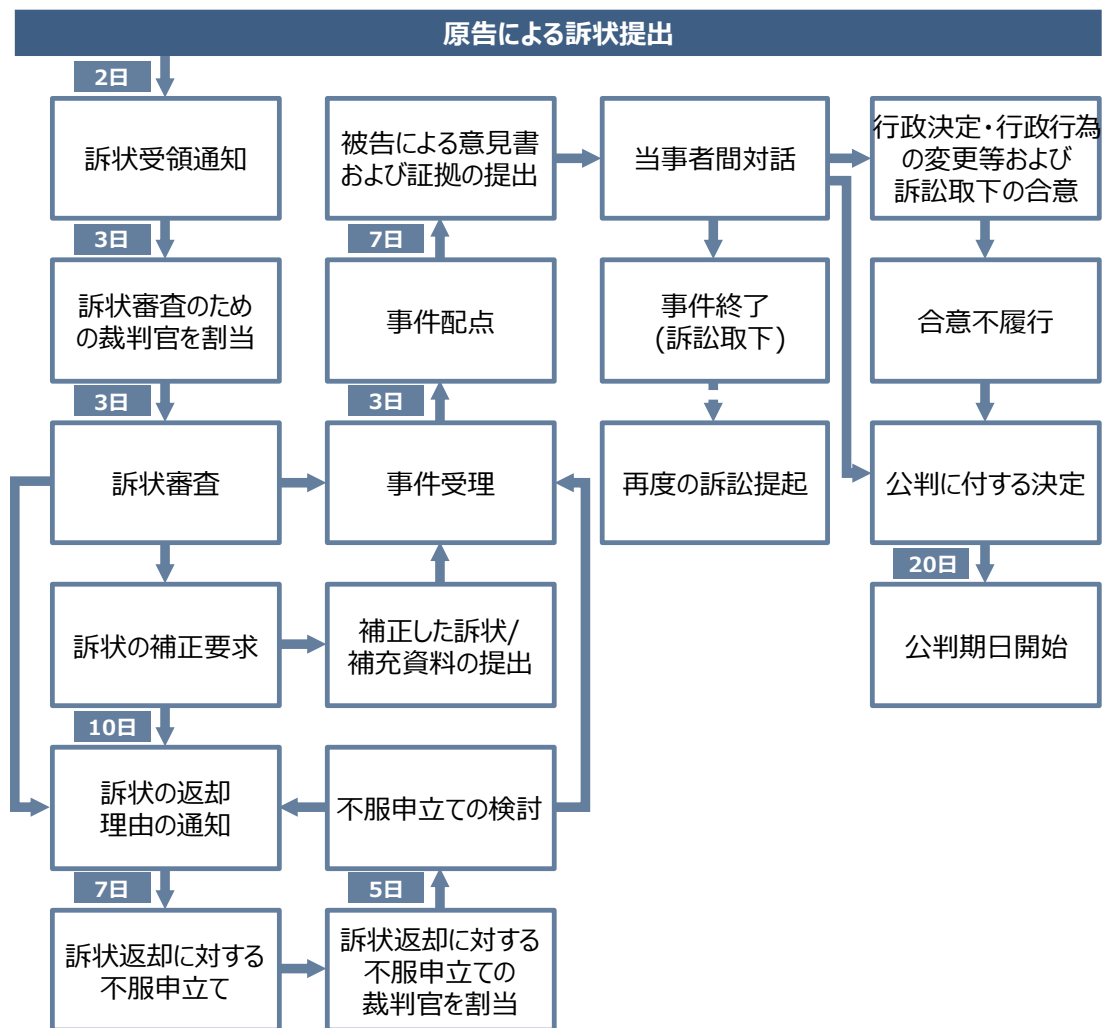 原告による訴状提出
2日
訴状受領通知
3日
訴状審査のため
の裁判官を割当
3日
訴状審査
訴状の補正要求
10日
訴状の返却
理由の通知
7日
訴状返却に対する
不服申立て
被告による意見書
および証拠の提出
7日
事件配点
3日
事件受理
補正した訴状/
補充資料の提出
不服申立ての検討
5日
訴状返却に対する
不服申立ての
裁判官を割当
当事者間対話
事件終了
(訴訟取下)
再度の訴訟提起
行政決定・行政行為
の変更等および
訴訟取下の合意
合意不履行
公判に付する決定
20日
公判期日開始